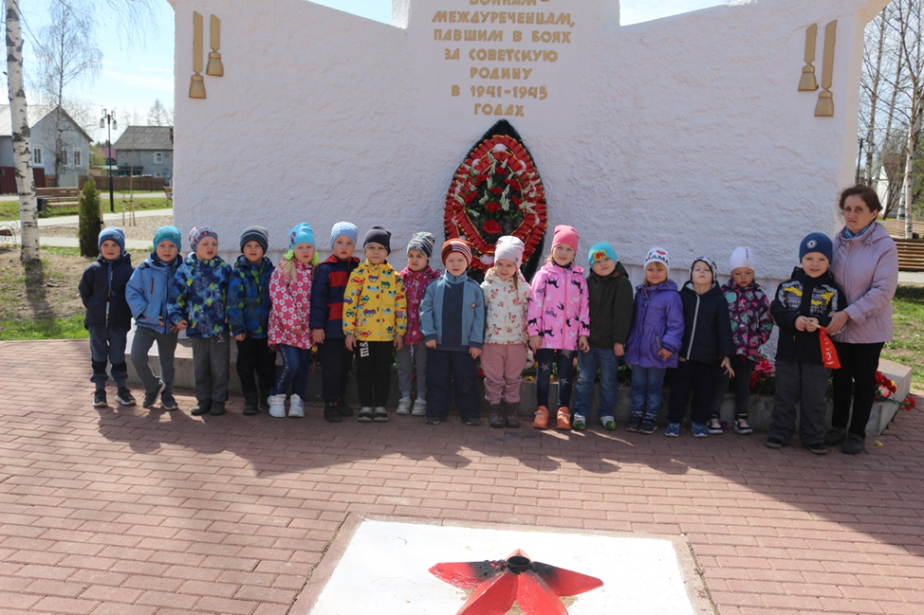 ВОИНАМ-
МЕЖДУРЕЧЕНЦАМ,
ПАВШИМ В БОЯХ
ЗА СОВЕТСКУЮ
РОДИНУ
В 1941-1945
ГОДАХ